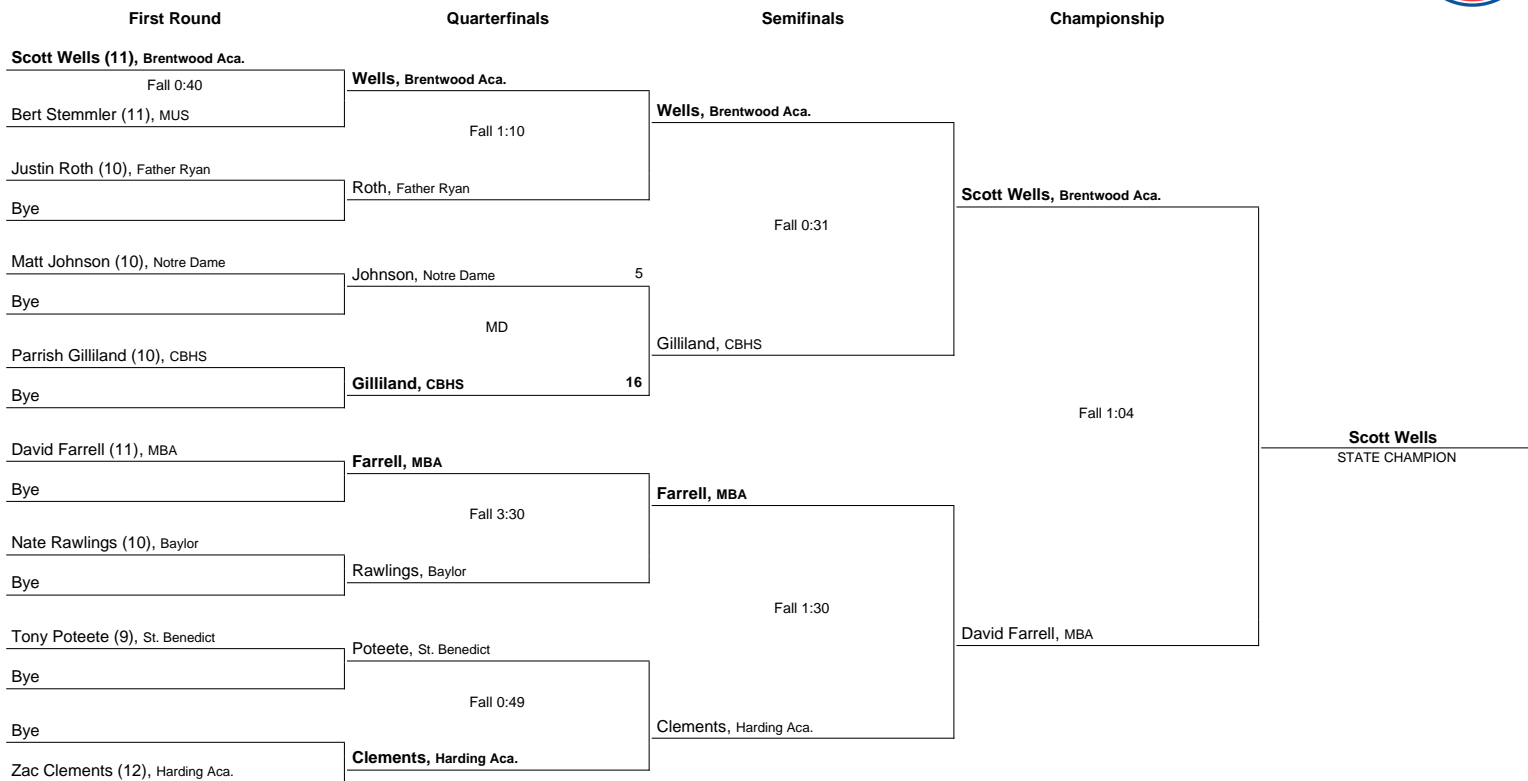 First Round
Quarterfinals
Semifinals
Championship
Scott Wells (11), Brentwood Aca.
Fall 0:40
Bert Stemmler (11), MUS
Justin Roth (10), Father Ryan
Bye
Matt Johnson (10), Notre Dame
Bye
Parrish Gilliland (10), CBHS
Bye
David Farrell (11), MBA
Bye
Nate Rawlings (10), Baylor
Bye
Tony Poteete (9), St. Benedict
Bye
Bye
Zac Clements (12), Harding Aca.
Wells, Brentwood Aca.
Fall 1:10
Roth, Father Ryan
Johnson, Notre Dame 5
MD
Gilliland, CBHS 16
Farrell, MBA
Fall 3:30
Rawlings, Baylor
Poteete, St. Benedict
Fall 0:49
Clements, Harding Aca.
Wells, Brentwood Aca.
Fall 0:31
Gilliland, CBHS
Farrell, MBA
Fall 1:30
Clements, Harding Aca.
Scott Wells, Brentwood Aca.
Fall 1:04
David Farrell, MBA
Scott Wells
STATE CHAMPION